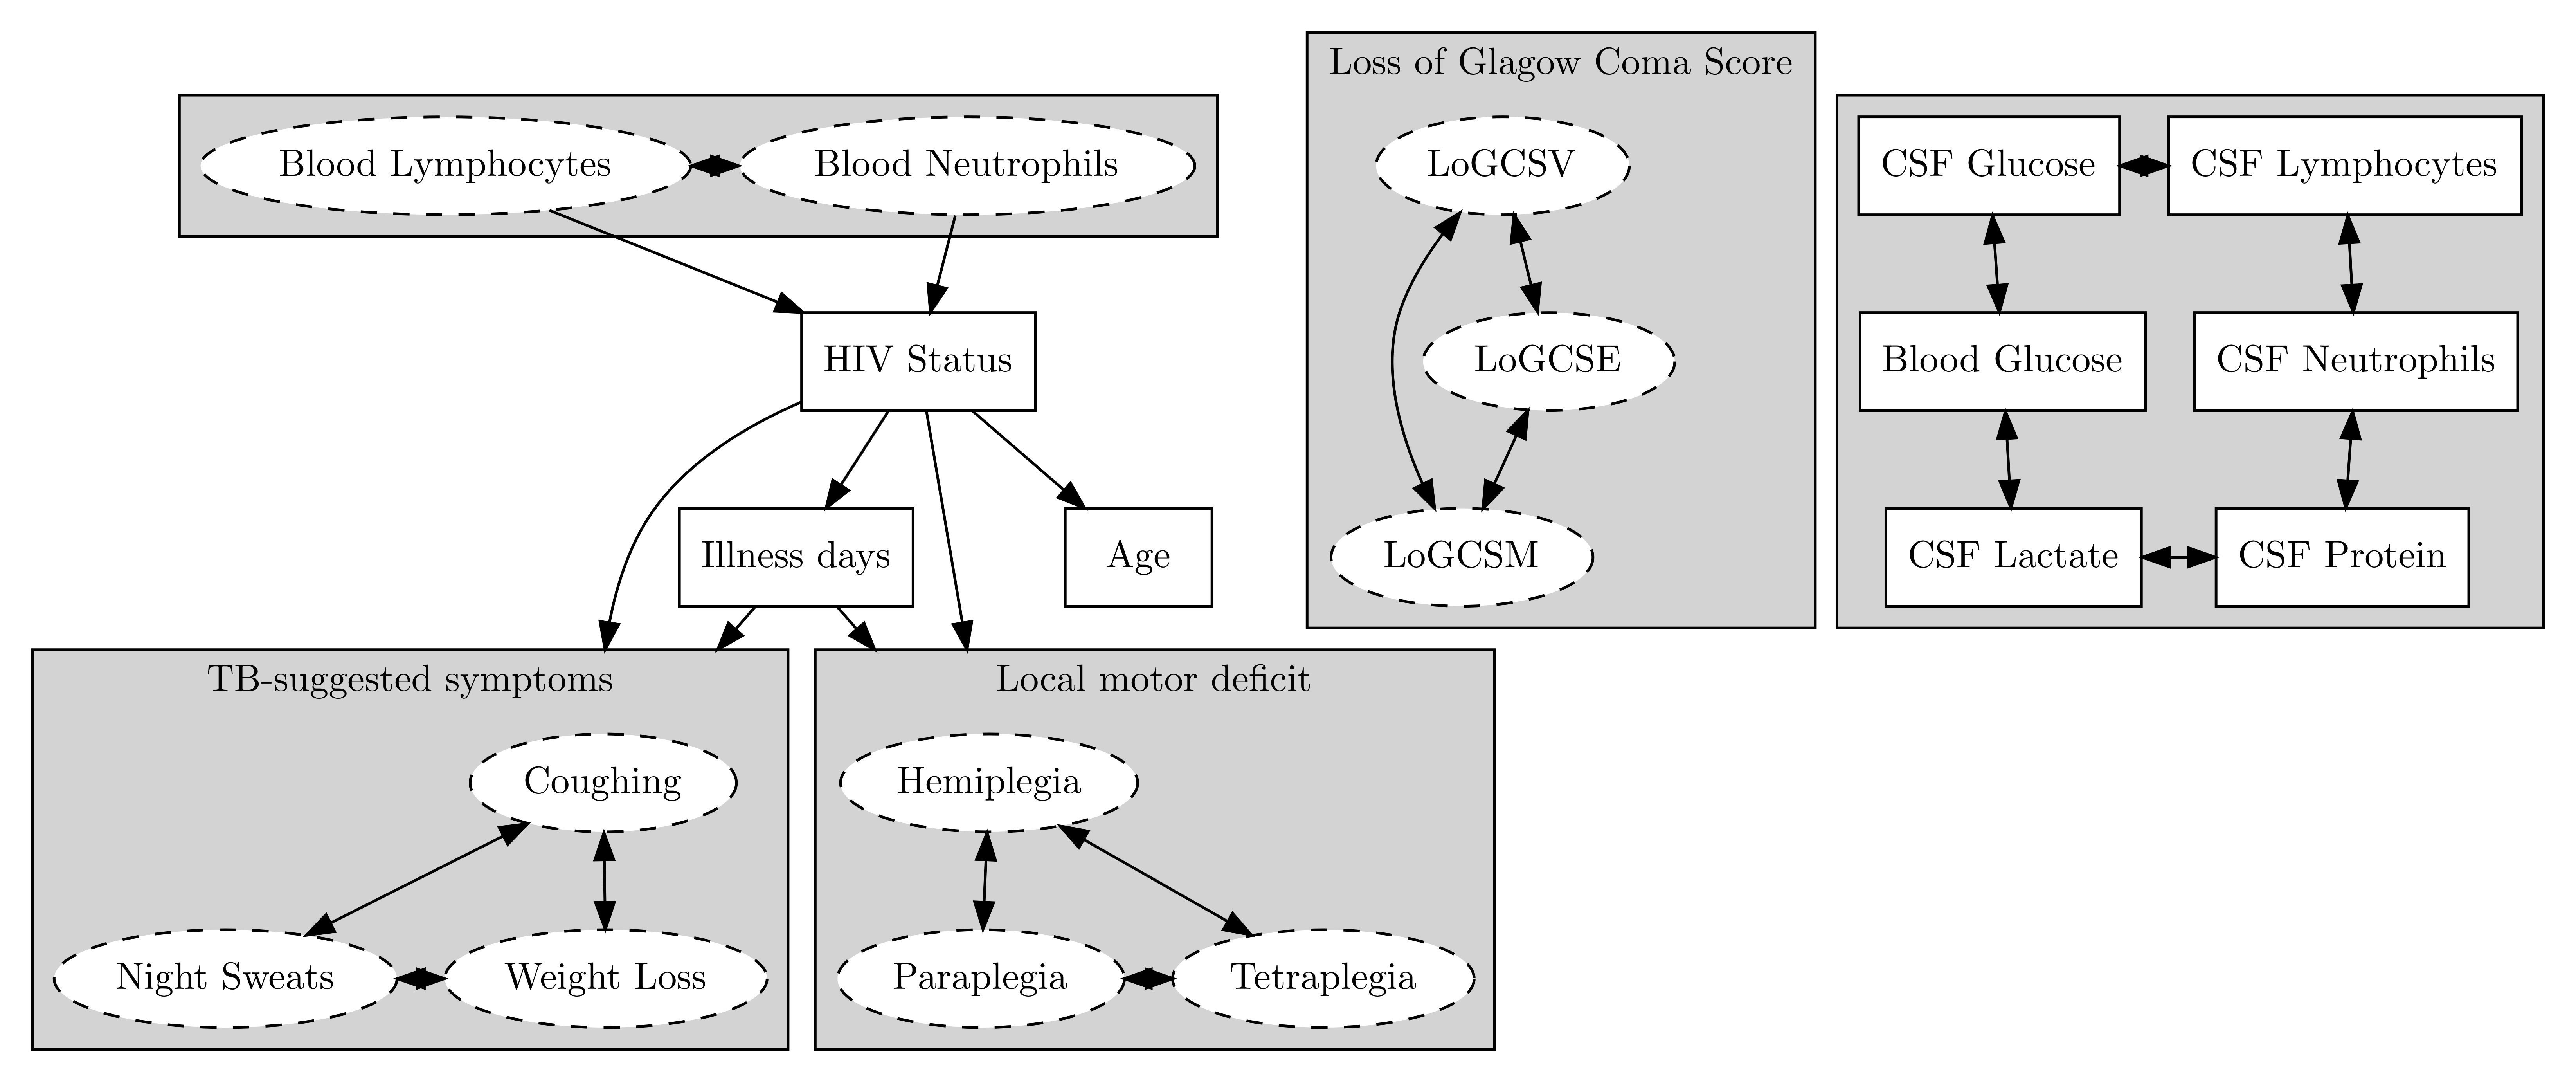 Loss of Glagow Coma Score
Blood Lymphocytes
Blood Neutrophils
LoGCSV
CSF Glucose
CSF Lymphocytes
HIV Status
LoGCSE
Blood Glucose
CSF Neutrophils
Illness days
Age
LoGCSM
CSF Lactate
CSF Protein
TB-suggested symptoms
Local motor deficit
Coughing
Hemiplegia
Night Sweats
Weight Loss
Paraplegia
Tetraplegia